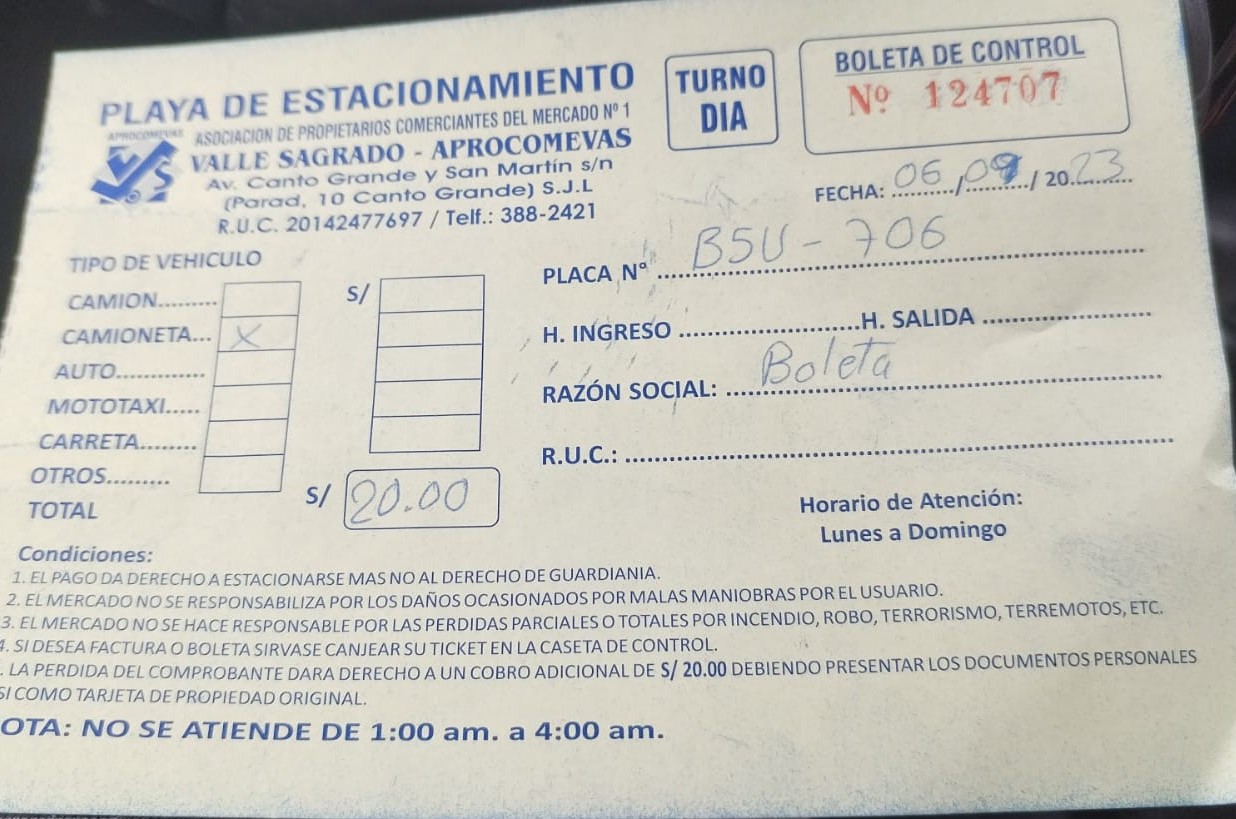 PLAYA DE ESTACIONAMIENTO
APROCOMEVAS
ASOCIACION DE PROPIETARIOS COMERCIANTES DEL MERCADO Nº 1
VALLE SAGRADO - APROCOMEVAS
Av. Canto Grande y San Martín s/n
(Parad, 10 Canto Grande) S.J.L
R.U.C. 20142477697 / Telf.: 388-2421
TURNO
DIA
BOLETA DE CONTROL
Nº 124707
FECHA: 06 / 09 / 2023
TIPO DE VEHICULO
CAMION.........
CAMIONETA... X
AUTO.............
MOTOTAXI.....
CARRETA........
OTROS.........
TOTAL
S/
S/ 20.00
PLACA N° B5U - 706
H. INGRESO ............................ H. SALIDA ..........................
RAZÓN SOCIAL: Boleta
R.U.C.: ................................................................
Horario de Atención:
Lunes a Domingo
Condiciones:
1. EL PAGO DA DERECHO A ESTACIONARSE MAS NO AL DERECHO DE GUARDIANIA.
2. EL MERCADO NO SE RESPONSABILIZA POR LOS DAÑOS OCASIONADOS POR MALAS MANIOBRAS POR EL USUARIO.
3. EL MERCADO NO SE HACE RESPONSABLE POR LAS PERDIDAS PARCIALES O TOTALES POR INCENDIO, ROBO, TERRORISMO, TERREMOTOS, ETC.
4. SI DESEA FACTURA O BOLETA SIRVASE CANJEAR SU TICKET EN LA CASETA DE CONTROL.
. LA PERDIDA DEL COMPROBANTE DARA DERECHO A UN COBRO ADICIONAL DE S/ 20.00 DEBIENDO PRESENTAR LOS DOCUMENTOS PERSONALES
SI COMO TARJETA DE PROPIEDAD ORIGINAL.
OTA: NO SE ATIENDE DE 1:00 am. a 4:00 am.